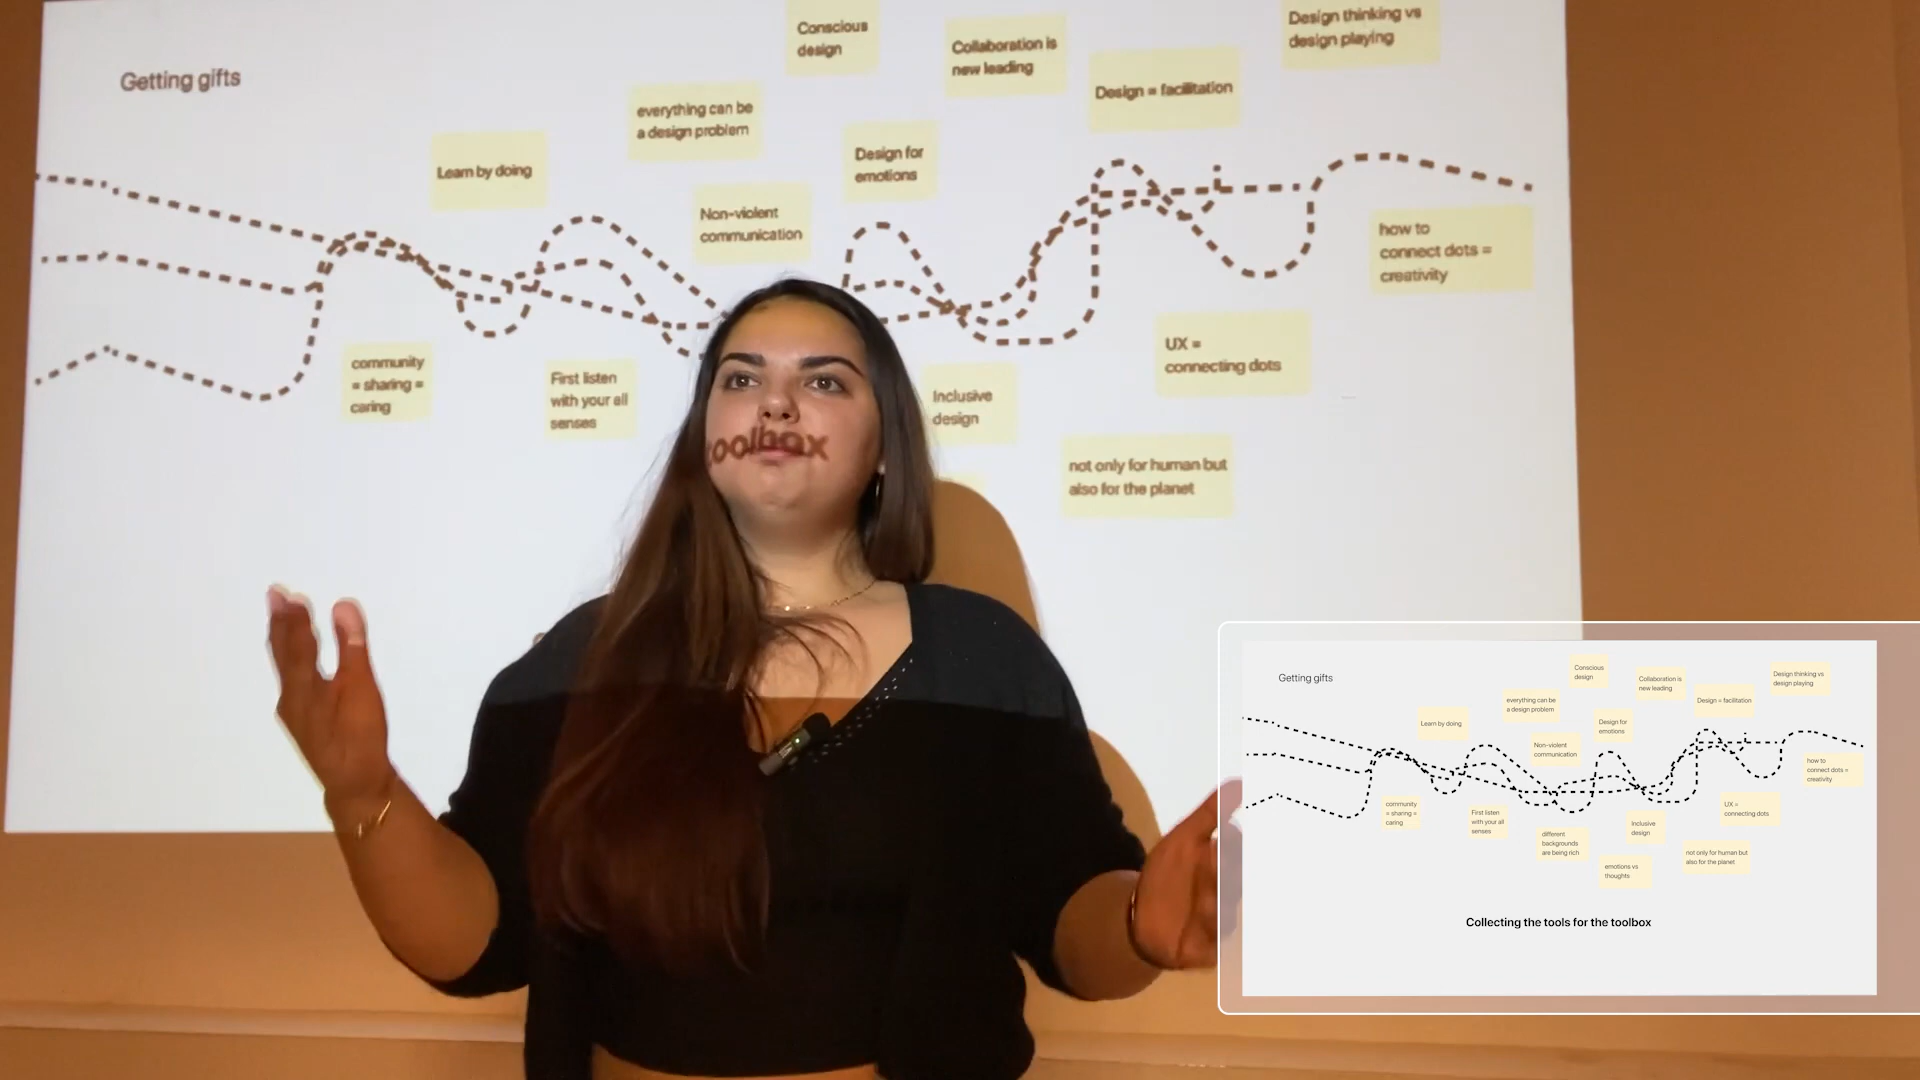 Getting gifts
Conscious
design
Collaboration is
new leading
Design thinking vs
design playing
everything can be
a design problem
Design = facilitation
Learn by doing
Design for
emotions
Non-violent
communication
how to
connect dots =
creativity
community
= sharing =
caring
First listen
with your all
senses
Inclusive
design
UX =
connecting dots
not only for human but
also for the planet
toolbox
Getting gifts
Conscious
design
Collaboration is
new leading
Design thinking vs
design playing
everything can be
a design problem
Design = facilitation
Learn by doing
Design for
emotions
Non-violent
communication
how to
connect dots =
creativity
community
= sharing =
caring
First listen
with your all
senses
different
backgrounds
are being rich
Inclusive
design
UX =
connecting dots
emotions vs
thoughts
not only for human but
also for the planet
Collecting the tools for the toolbox